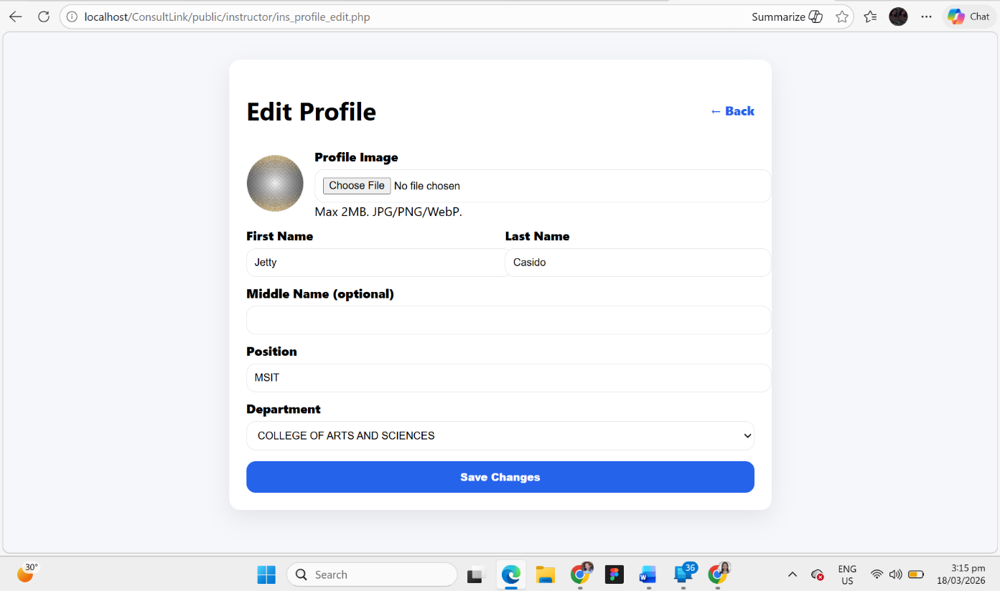 localhost/ConsultLink/public/instructor/ins_profile_edit.php
Summarize
Chat
Edit Profile
← Back
Profile Image
Choose File No file chosen
Max 2MB. JPG/PNG/WebP.
First Name
Last Name
Jetty
Casido
Middle Name (optional)
Position
MSIT
Department
COLLEGE OF ARTS AND SCIENCES
Save Changes
30°
Search
W
36
ENG
US
3:15 pm
18/03/2026